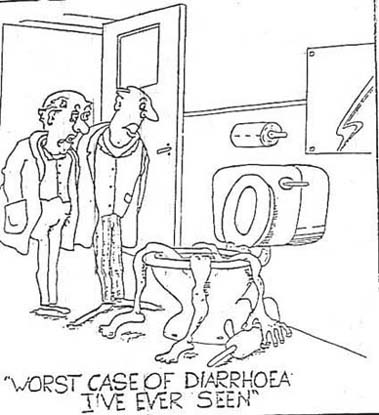 "WORST CASE OF DIARRHOEA
I'VE EVER SEEN"